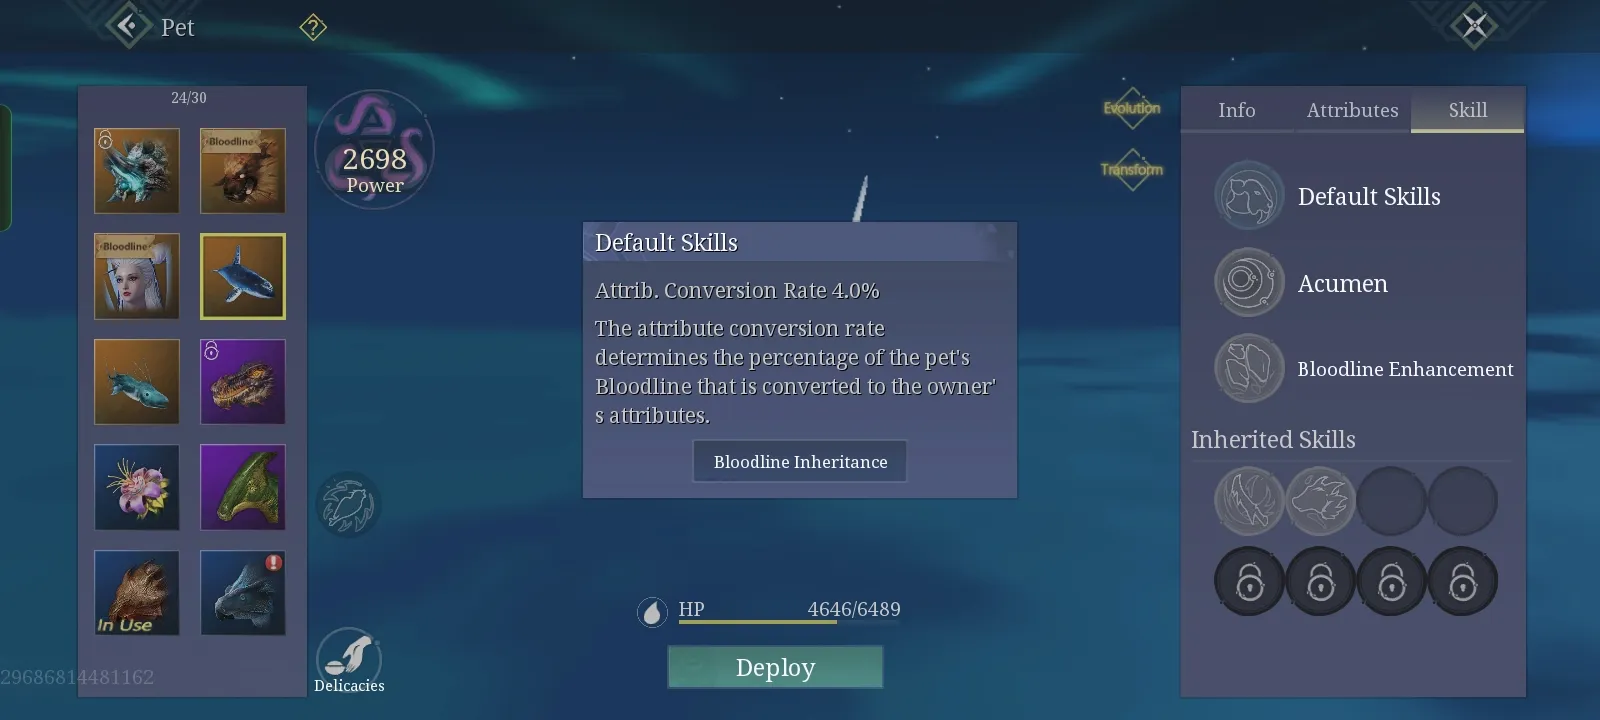 Pet
?
24/30
Bloodline
Bloodline
In Use
2698
Power
Evolution
Transform
Info
Attributes
Skill
Default Skills
Attrib. Conversion Rate 4.0%
The attribute conversion rate
determines the percentage of the pet's
Bloodline that is converted to the owner'
s attributes.
Bloodline Inheritance
Default Skills
Acumen
Bloodline Enhancement
Inherited Skills
HP
4646/6489
Deploy
Delicacies
29686814481162